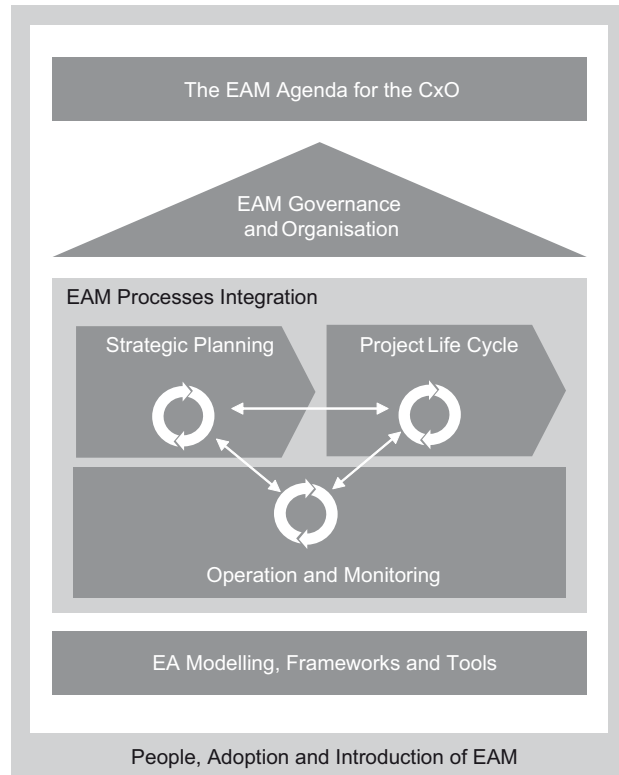 The EAM Agenda for the CxO
EAM Governance
and Organisation
EAM Processes Integration
Strategic Planning
Project Life Cycle
Operation and Monitoring
EA Modelling, Frameworks and Tools
People, Adoption and Introduction of EAM